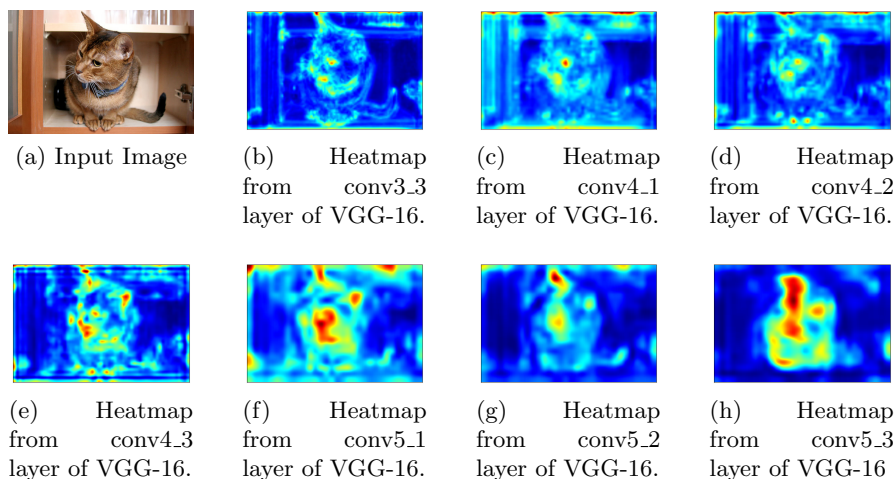 (a) Input Image
(b) Heatmap
from conv3_3
layer of VGG-16.
(c) Heatmap
from conv4_1
layer of VGG-16.
(d) Heatmap
from conv4_2
layer of VGG-16.
(e) Heatmap
from conv4_3
layer of VGG-16.
(f) Heatmap
from conv5_1
layer of VGG-16.
(g) Heatmap
from conv5_2
layer of VGG-16.
(h) Heatmap
from conv5_3
layer of VGG-16